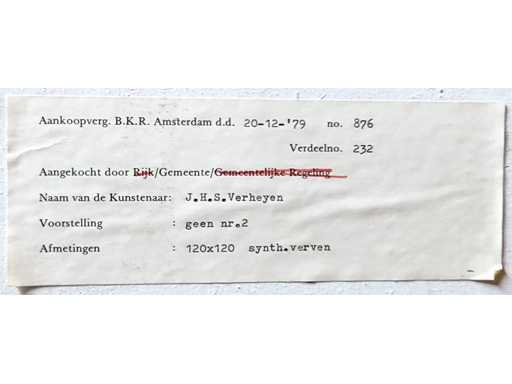 Aankoopverg. B.K.R. Amsterdam d.d. 20-12-'79 no. 876
Verdeelno. 232
Aangekocht door Rijk/Gemeente/Gemeentelijke Regeling
Naam van de Kunstenaar: J.H.S.Verheyen
Voorstelling : geen nr.2
Afmetingen : 120x120 synth.verven